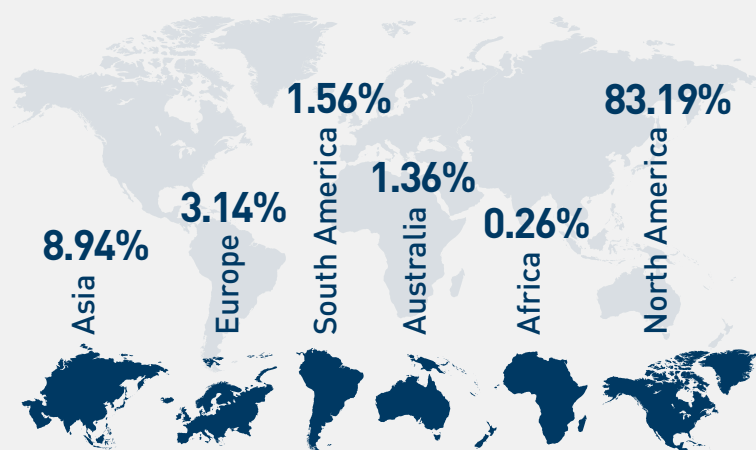 8.94%
Asia
3.14%
Europe
1.56%
South America
1.36%
Australia
0.26%
Africa
83.19%
North America